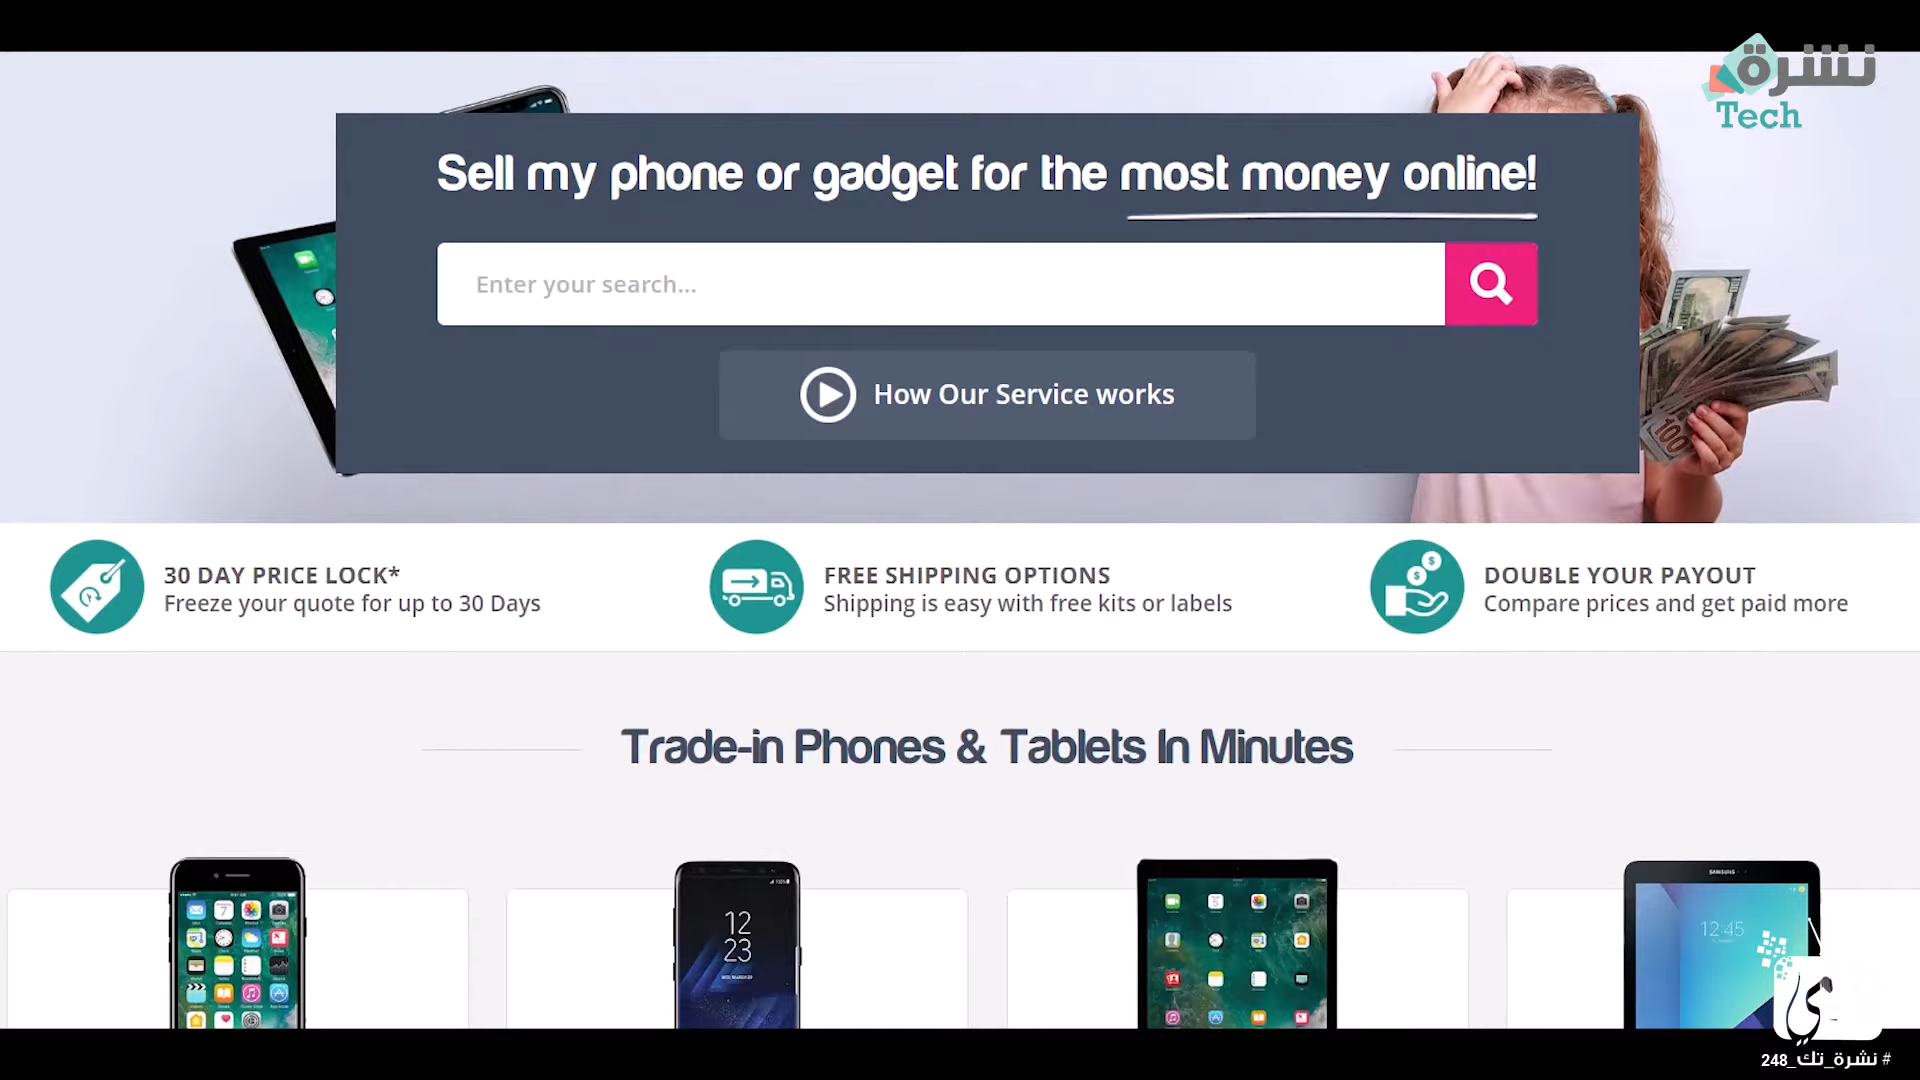 نشرة
Tech
Sell my phone or gadget for the most money online!
Enter your search...
How Our Service works
30 DAY PRICE LOCK*
Freeze your quote for up to 30 Days
FREE SHIPPING OPTIONS
Shipping is easy with free kits or labels
DOUBLE YOUR PAYOUT
Compare prices and get paid more
Trade-in Phones & Tablets In Minutes
12
23
SAMSUNG
12:45
100
# نشرة_تك_248